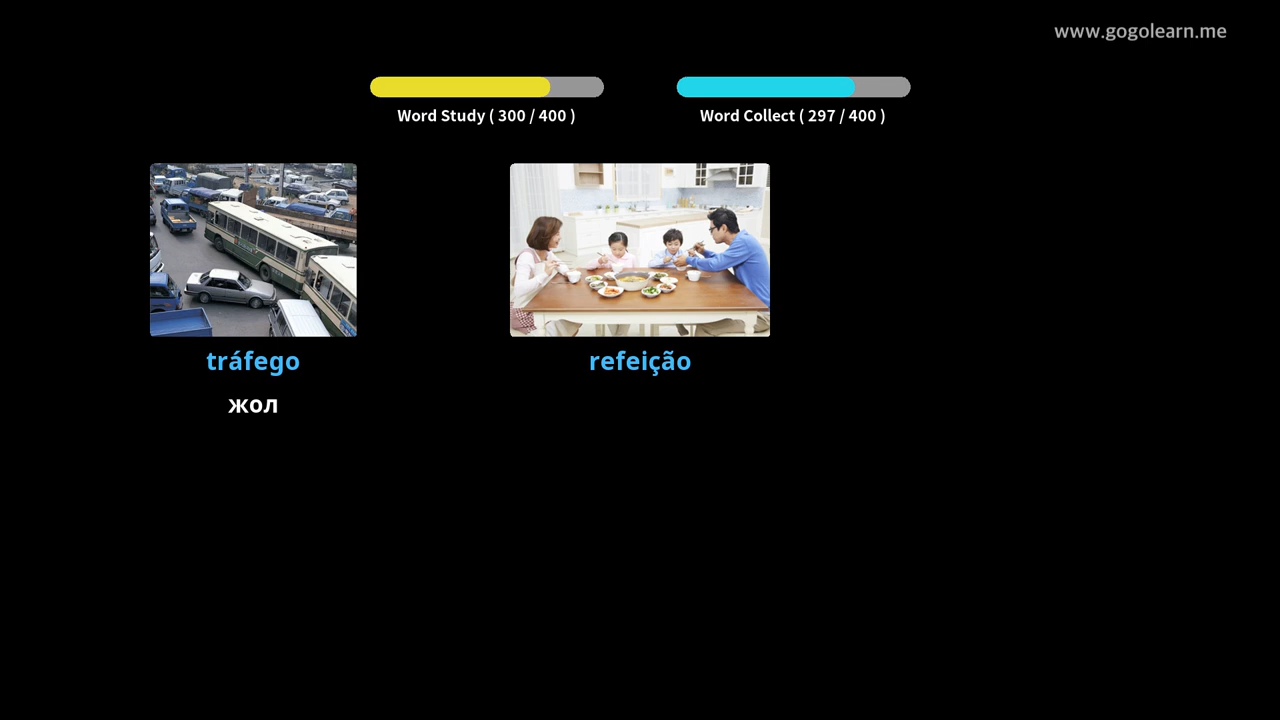 www.gogolearn.me
Word Study ( 300 / 400 )
Word Collect ( 297 / 400 )
tráfego
refeição
жол